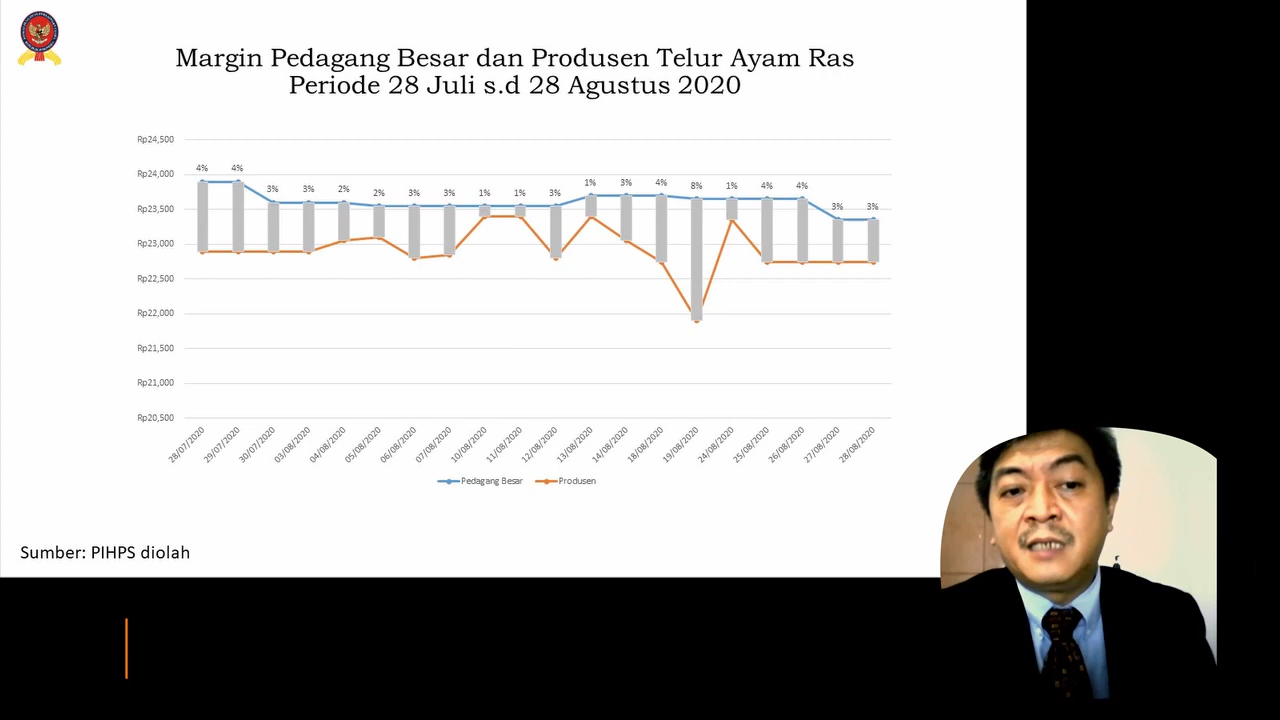 Margin Pedagang Besar dan Produsen Telur Ayam Ras
Periode 28 Juli s.d 28 Agustus 2020
Rp24,500
Rp24,000
Rp23,500
Rp23,000
Rp22,500
Rp22,000
Rp21,500
Rp21,000
Rp20,500
4% 4% 3% 3% 2% 2% 3% 3% 1% 1% 3% 1% 3% 4% 8% 1% 4% 4% 3% 3%
28/07/2020 29/07/2020 30/07/2020 03/08/2020 04/08/2020 05/08/2020 06/08/2020 07/08/2020 10/08/2020 11/08/2020 12/08/2020 13/08/2020 14/08/2020 18/08/2020 19/08/2020 24/08/2020 25/08/2020 26/08/2020 27/08/2020 28/08/2020
Pedagang Besar Produsen
Sumber: PIHPS diolah